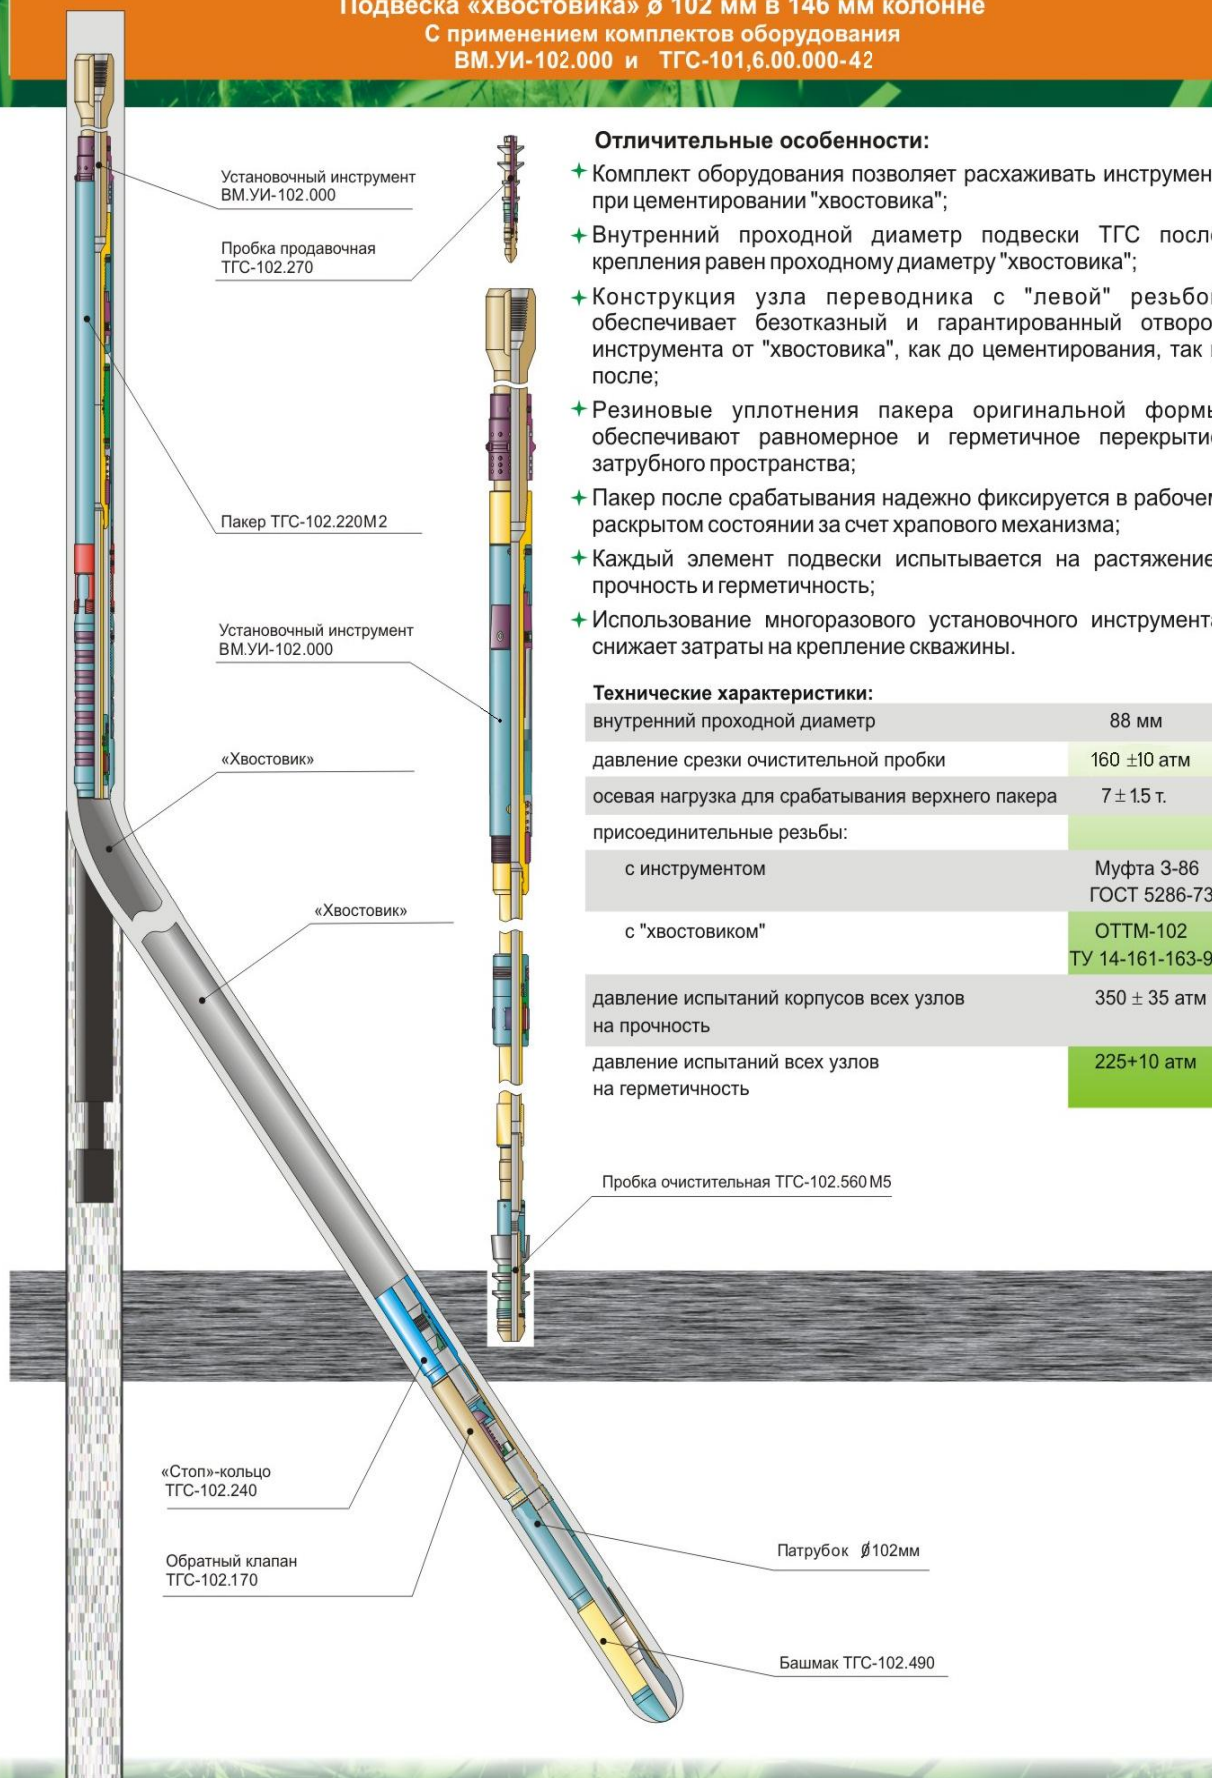 Подвеска «хвостовика» ø 102 мм в 146 мм колонне
С применением комплектов оборудования
ВМ.УИ-102.000 и ТГС-101,6.00.000-42
Установочный инструмент
ВМ.УИ-102.000
Пробка продавочная
ТГС-102.270
Пакер ТГС-102.220М2
Установочный инструмент
ВМ.УИ-102.000
«Хвостовик»
«Хвостовик»
Отличительные особенности:
Комплект оборудования позволяет расхаживать инструмен
при цементировании "хвостовика";
Внутренний проходной диаметр подвески ТГС после
крепления равен проходному диаметру "хвостовика";
Конструкция узла переводника с "левой" резьбо
обеспечивает безотказный и гарантированный отворо
инструмента от "хвостовика", как до цементирования, так
после;
Резиновые уплотнения пакера оригинальной формы
обеспечивают равномерное и герметичное перекрытие
затрубного пространства;
Пакер после срабатывания надежно фиксируется в рабочем
раскрытом состоянии за счет храпового механизма;
Каждый элемент подвески испытывается на растяжение
прочность и герметичность;
Использование многоразового установочного инструмента
снижает затраты на крепление скважины.
Технические характеристики:
внутренний проходной диаметр 88 мм
давление срезки очистительной пробки 160 ±10 атм
осевая нагрузка для срабатывания верхнего пакера 7 ± 1.5 т.
присоединительные резьбы:
с инструментом Муфта З-86
ГОСТ 5286-73
с "хвостовиком" ОТТМ-102
ТУ 14-161-163-9
давление испытаний корпусов всех узлов 350 ± 35 атм
на прочность
давление испытаний всех узлов 225+10 атм
на герметичность
Пробка очистительная ТГС-102.560 М5
«Стоп»-кольцо
ТГС-102.240
Обратный клапан
ТГС-102.170
Патрубок ∅102мм
Башмак ТГС-102.490